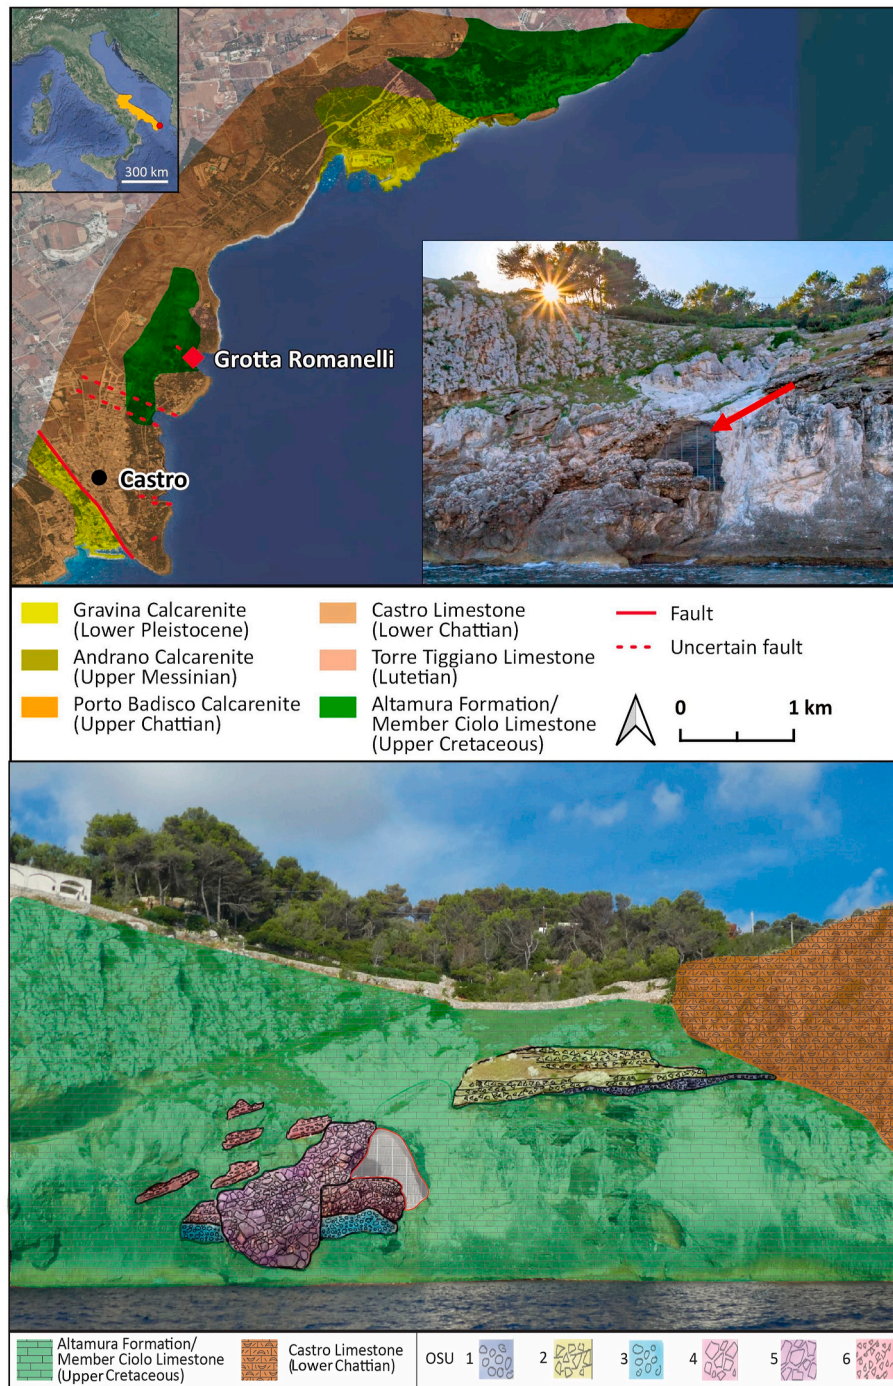 300 km
Grotta Romanelli
Castro
Gravina Calcarenite
(Lower Pleistocene)
Andrano Calcarenite
(Upper Messinian)
Porto Badisco Calcarenite
(Upper Chattian)
Castro Limestone
(Lower Chattian)
Torre Tiggiano Limestone
(Lutetian)
Altamura Formation/
Member Ciolo Limestone
(Upper Cretaceous)
Fault
Uncertain fault
0 1 km
Altamura Formation/
Member Ciolo Limestone
(Upper Cretaceous)
Castro Limestone
(Lower Chattian)
OSU 1 2 3 4 5 6